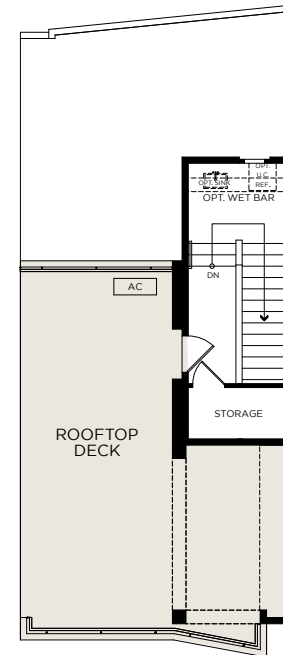 OPT.
U.C.
REF.
OPT. SINK
OPT. WET BAR
DN
AC
STORAGE
ROOFTOP
DECK